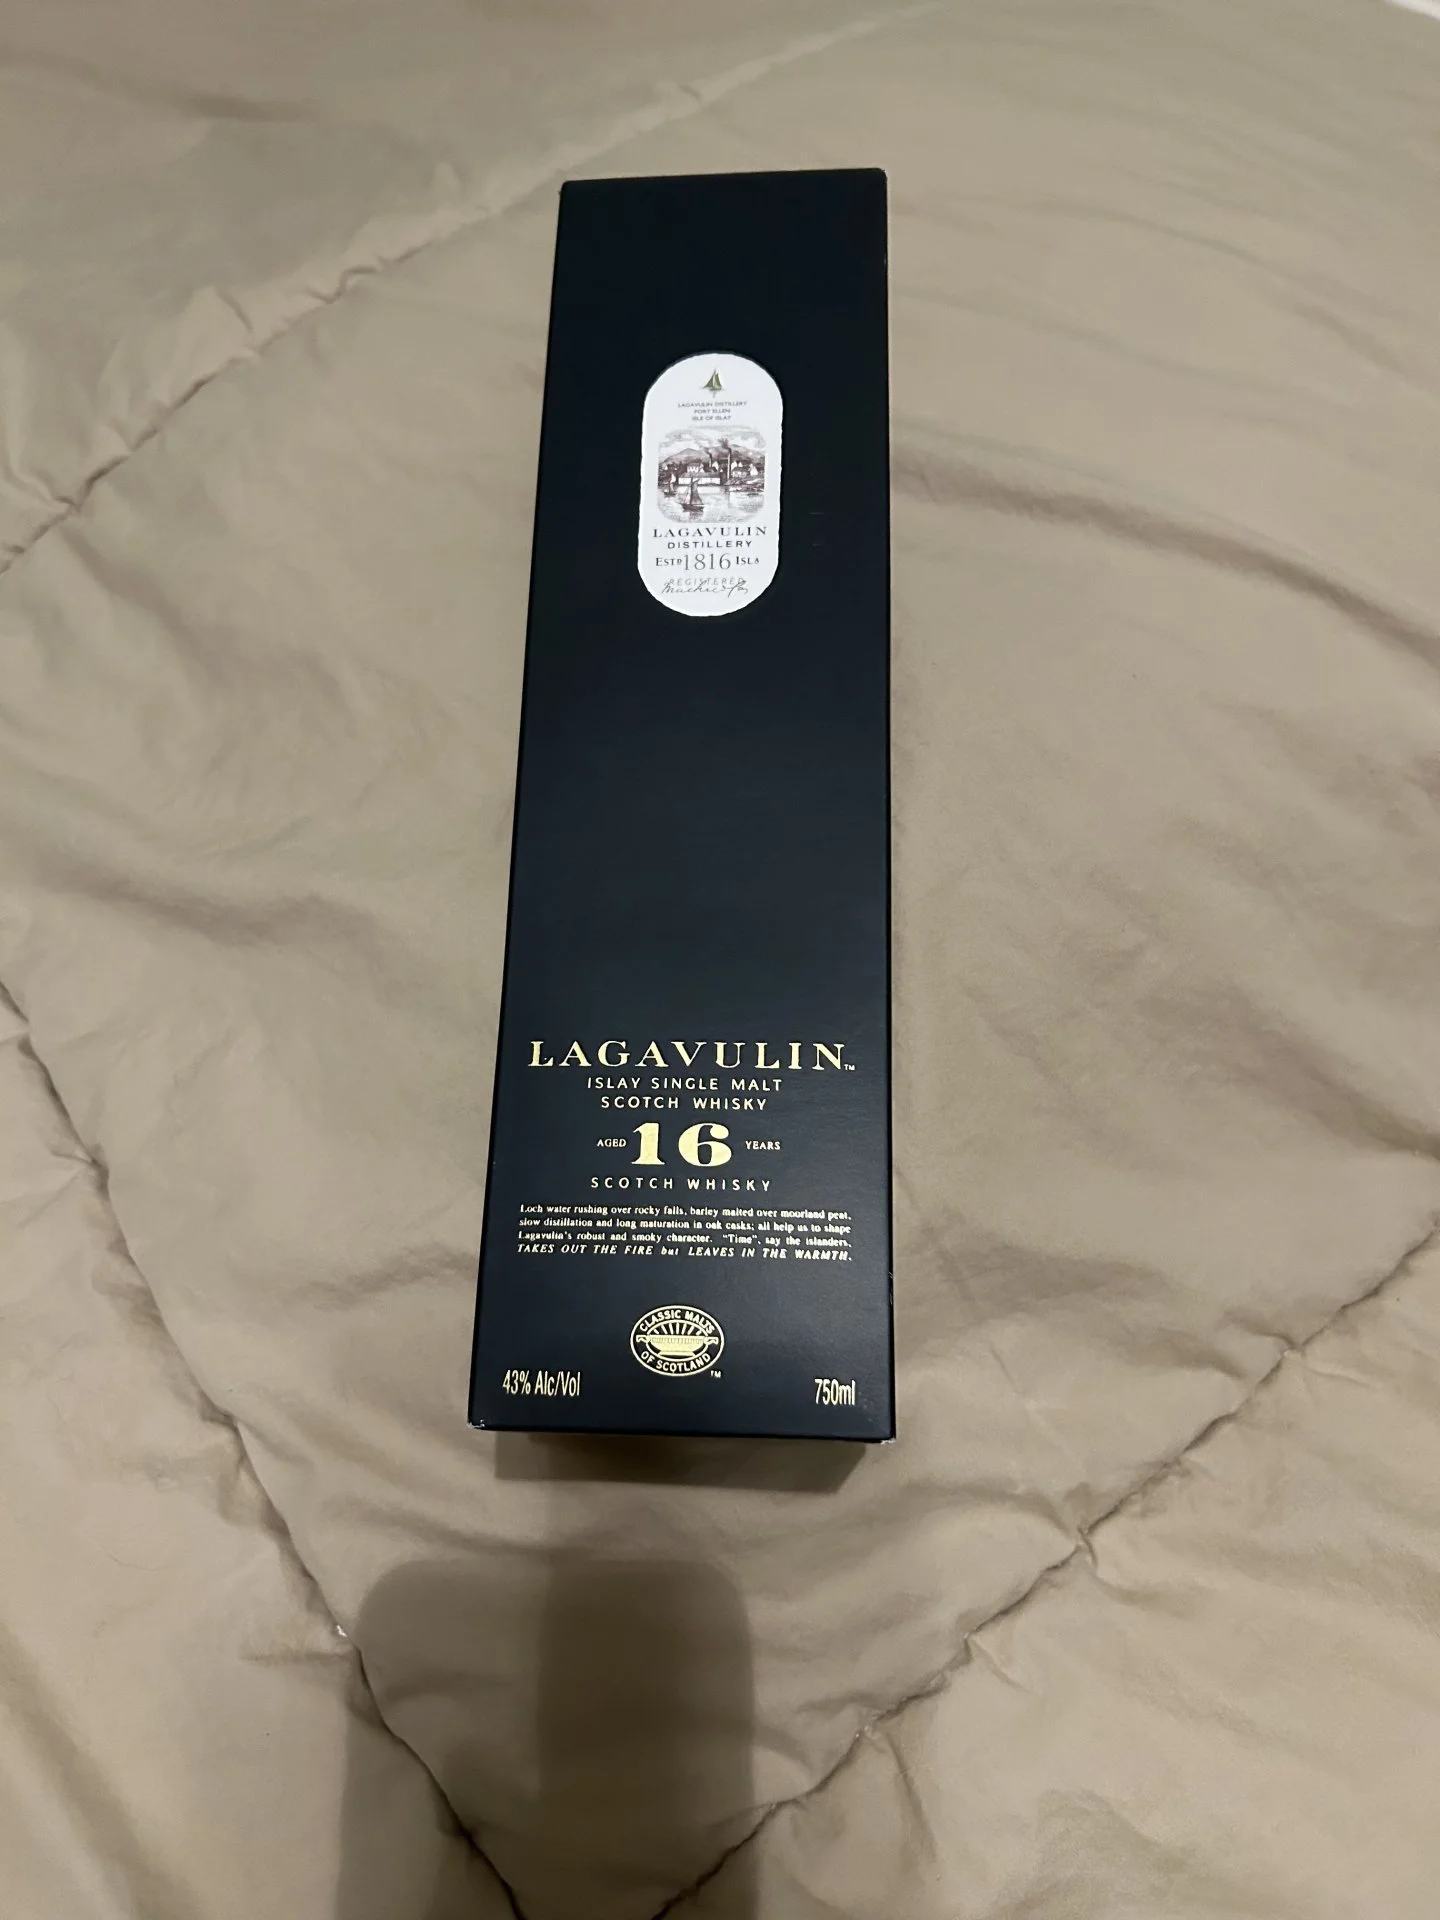 LAGAVULIN DISTILLERY
PORT ELLEN
ISLE OF ISLAY
LAGAVULIN
DISTILLERY
ESTD 1816 ISLA
REGISTERED
Mackie & Co
LAGAVULIN™
ISLAY SINGLE MALT
SCOTCH WHISKY
AGED 16 YEARS
SCOTCH WHISKY
Loch water rushing over rocky falls, barley malted over moorland peat,
slow distillation and long maturation in oak casks; all help us to shape
Lagavulin's robust and smoky character. "Time", say the islanders,
TAKES OUT THE FIRE but LEAVES IN THE WARMTH.
CLASSIC MALTS
OF SCOTLAND™
43% Alc/Vol 750ml